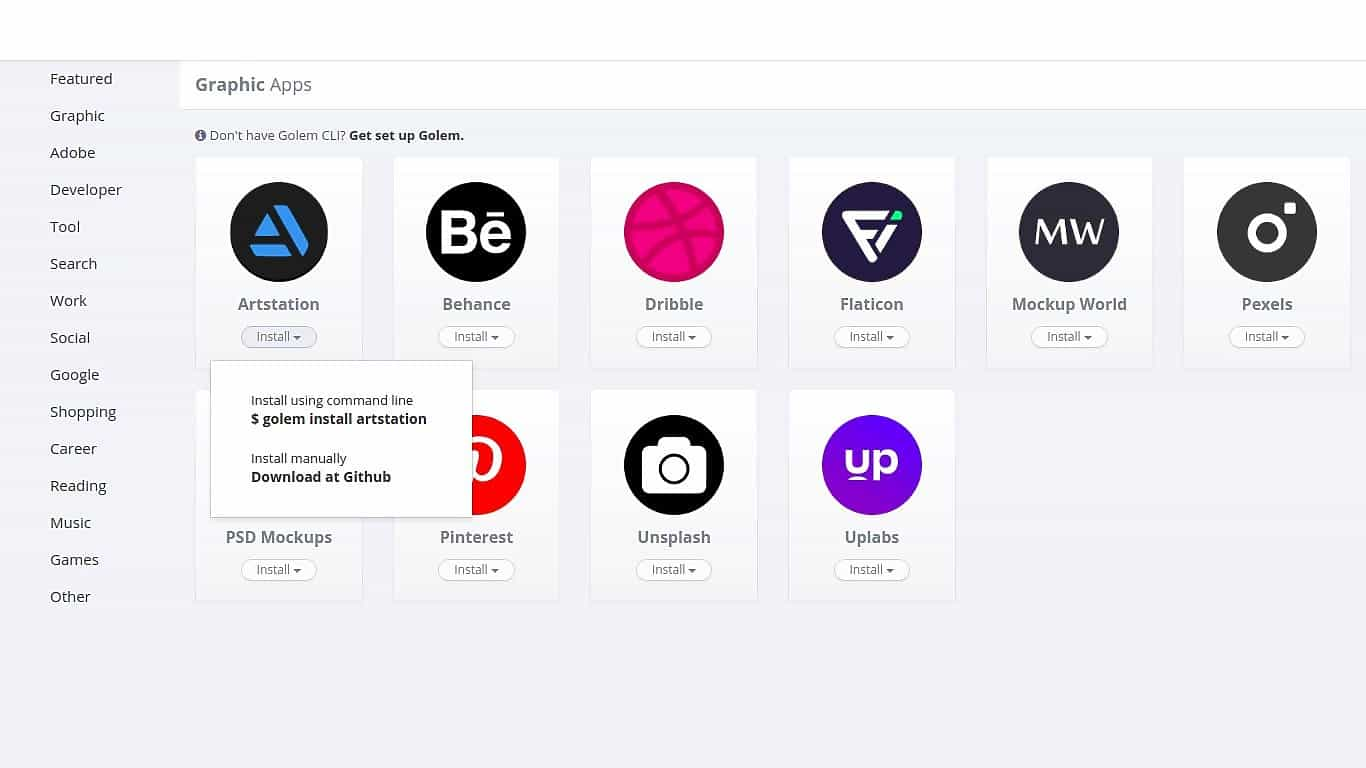 Featured
Graphic
Adobe
Developer
Tool
Search
Work
Social
Google
Shopping
Career
Reading
Music
Games
Other
Graphic Apps
Don't have Golem CLI? Get set up Golem.
Bē
MW
Artstation
Behance
Dribble
Flaticon
Mockup World
Pexels
Install
Install
Install
Install
Install
Install
Install using command line
$ golem install artstation
Install manually
Download at Github
up
PSD Mockups
Pinterest
Unsplash
Uplabs
Install
Install
Install
Install